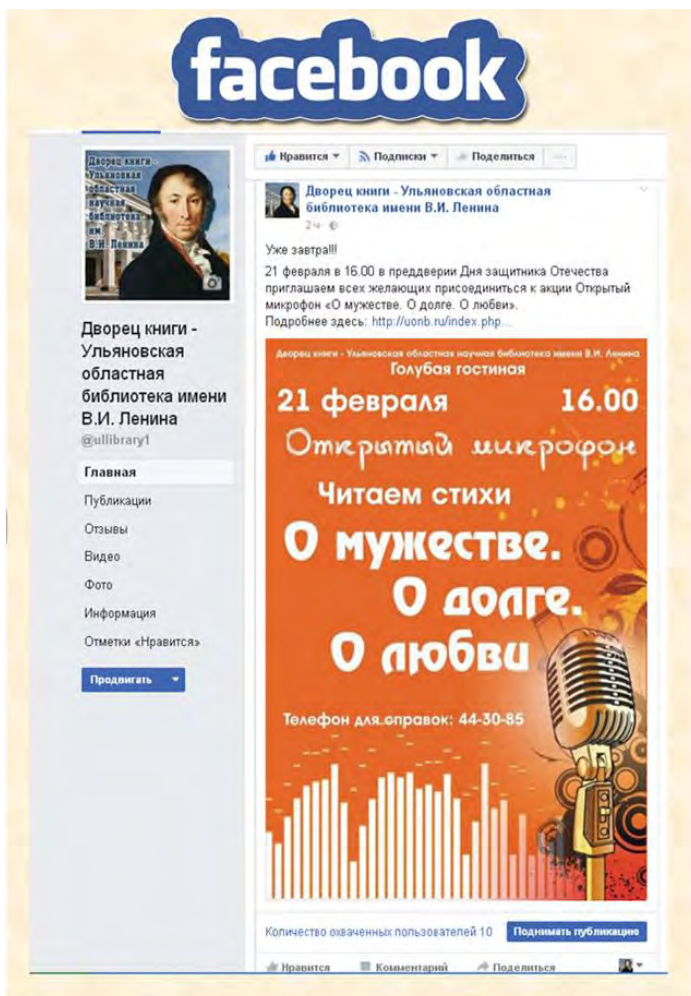 facebook
Дворец книги -
Ульяновская
областная
научная
библиотека
им.
В.И. Ленина
Дворец книги -
Ульяновская
областная
библиотека имени
В.И. Ленина
@ullibrary1
Главная
Публикации
Отзывы
Видео
Фото
Информация
Отметки «Нравится»
Продвигать
Нравится Подписки Поделиться ...
Дворец книги - Ульяновская областная
библиотека имени В.И. Ленина
2 ч
Уже завтра!!!
21 февраля в 16.00 в преддверии Дня защитника Отечества
приглашаем всех желающих присоединиться к акции Открытый
микрофон «О мужестве. О долге. О любви».
Подробнее здесь: http://uonb.ru/index.php...
Дворец книги - Ульяновская областная научная библиотека имени В.И. Ленина
Голубая гостиная
21 февраля 16.00
Открытый микрофон
Читаем стихи
О мужестве.
О долге.
О любви
Телефон для справок: 44-30-85
Количество охваченных пользователей 10 Поднимать публикацию
Нравится Комментарий Поделиться